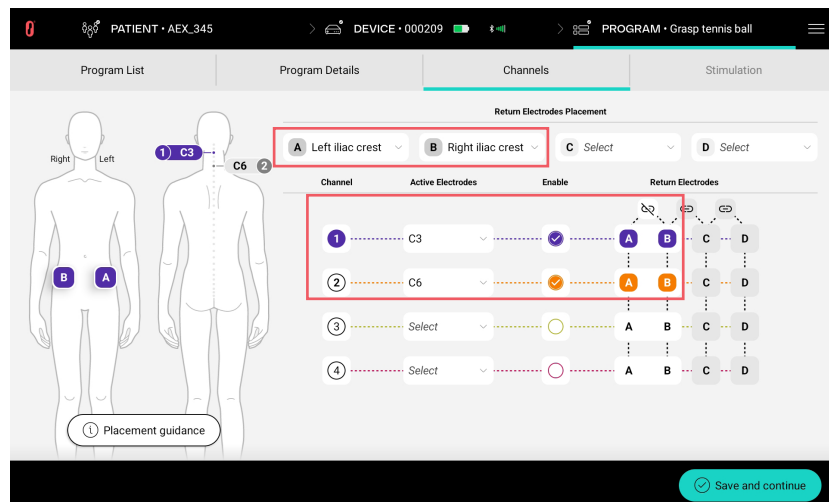 PATIENT • AEX_345
DEVICE • 000209
PROGRAM • Grasp tennis ball
Program List
Program Details
Channels
Stimulation
Return Electrodes Placement
A Left iliac crest
B Right iliac crest
C Select
D Select
Right
Left
1) C3
C6 2
B
A
Channel
Active Electrodes
Enable
Return Electrodes
1 C3 A B C D
2 C6 A B C D
3 Select A B C D
4 Select A B C D
i Placement guidance
Save and continue